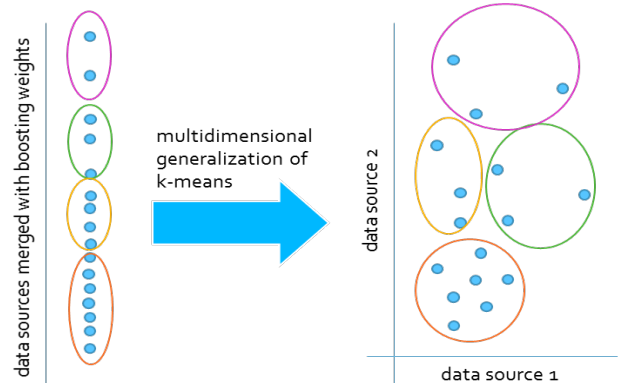 data sources merged with boosting weights
multidimensional
generalization of
k-means
data source 2
data source 1